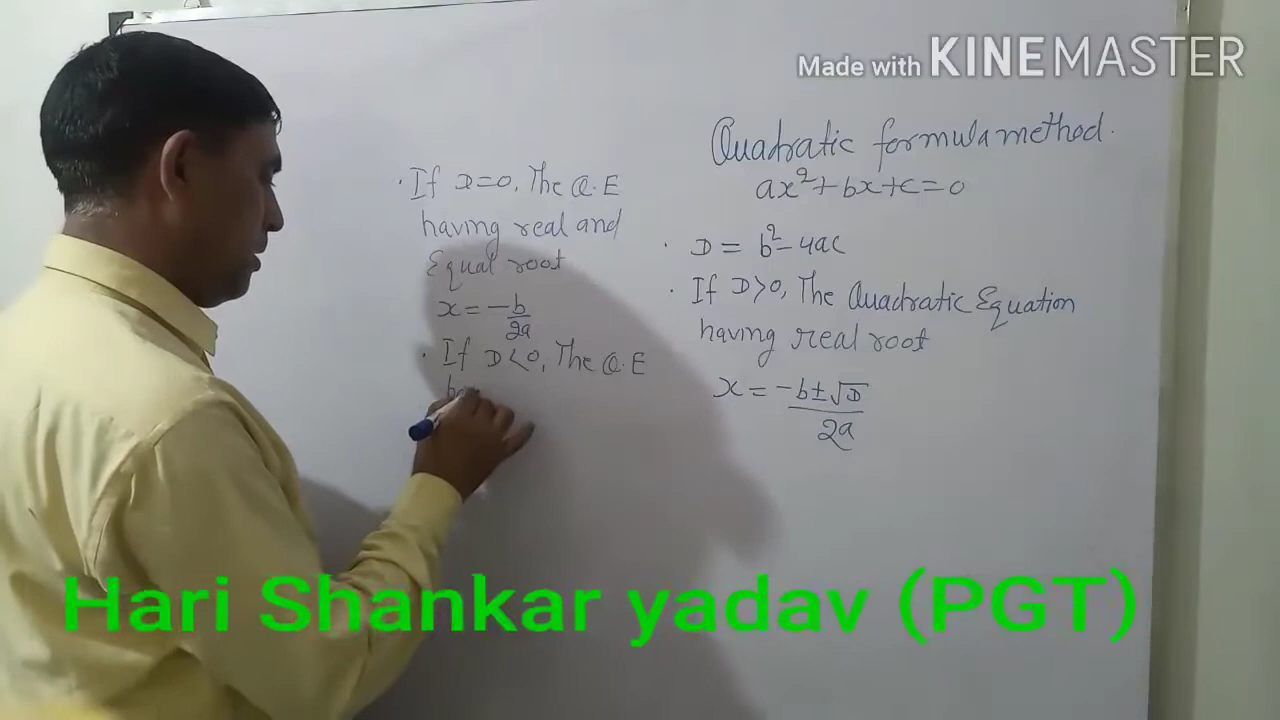 Made with KINEMASTER
Quadratic formula method.
ax²+bx+c=0
· D = b²-4ac
· If D>0, The Quadratic Equation
having real root
x = -b±√D
2a
· If D=0, The Q.E
having real and
Equal root
x = -b
2a
· If D<0, The Q.E
Hari Shankar yadav (PGT)